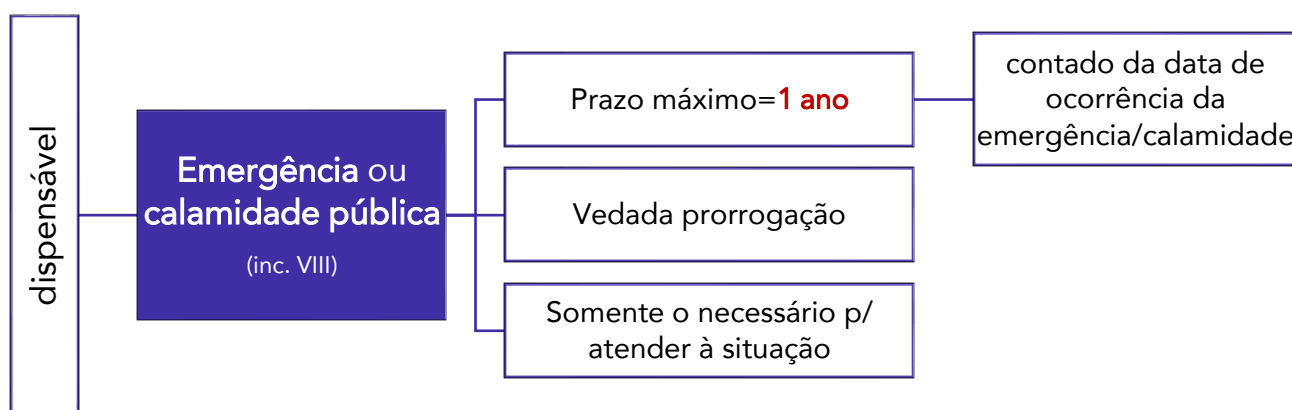 dispensável
Emergência ou
calamidade pública
(inc. VIII)
Prazo máximo=1 ano
contado da data de
ocorrência da
emergência/calamidade
Vedada prorrogação
Somente o necessário p/
atender à situação